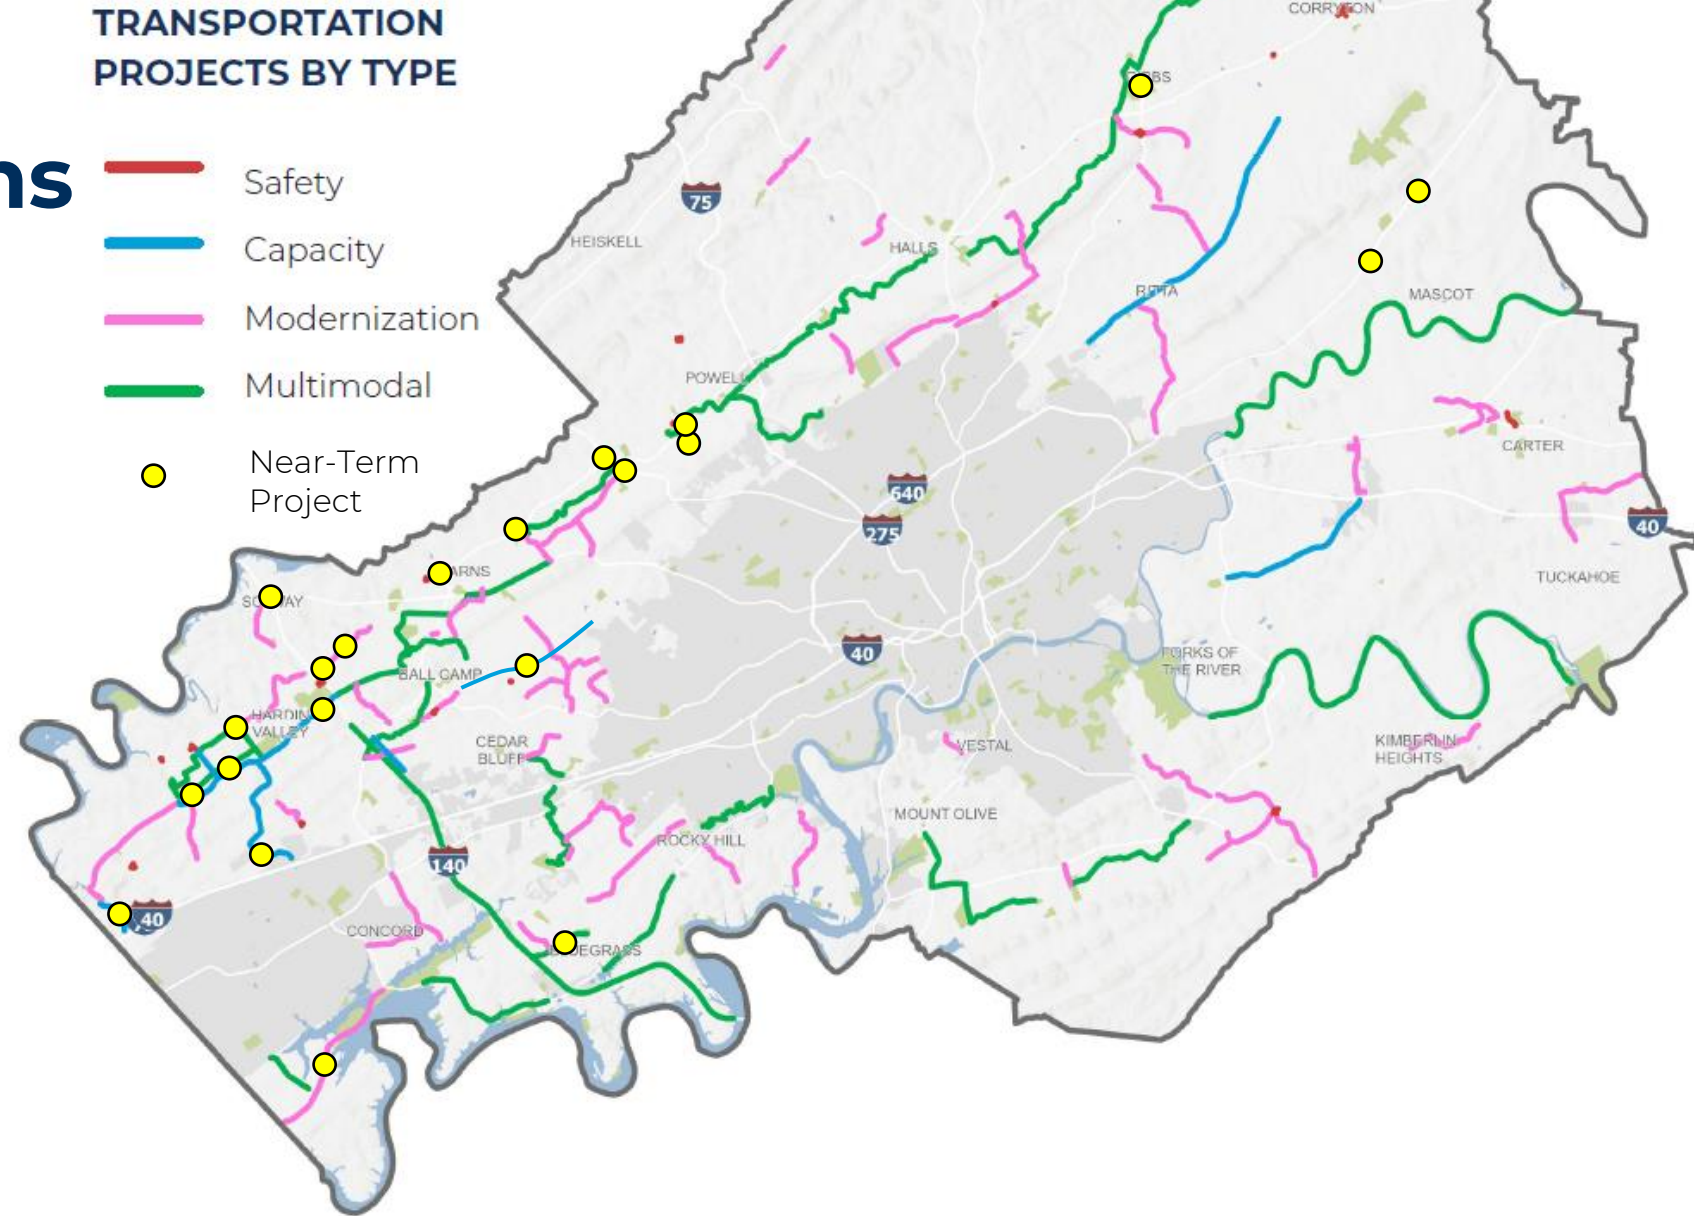 TRANSPORTATION
PROJECTS BY TYPE
ns
Safety
Capacity
Modernization
Multimodal
Near-Term
Project
CORRYTON
75
HEISKELL
HALLS
RITTA
MASCOT
POWELL
CARTER
640
275
40
TUCKAHOE
40
FORKS OF
THE RIVER
BALL CAMP
HARDIN
VALLEY
CEDAR
BLUFF
VESTAL
KIMBERLIN
HEIGHTS
MOUNT OLIVE
ROCKY HILL
140
40
CONCORD
BLUEGRASS